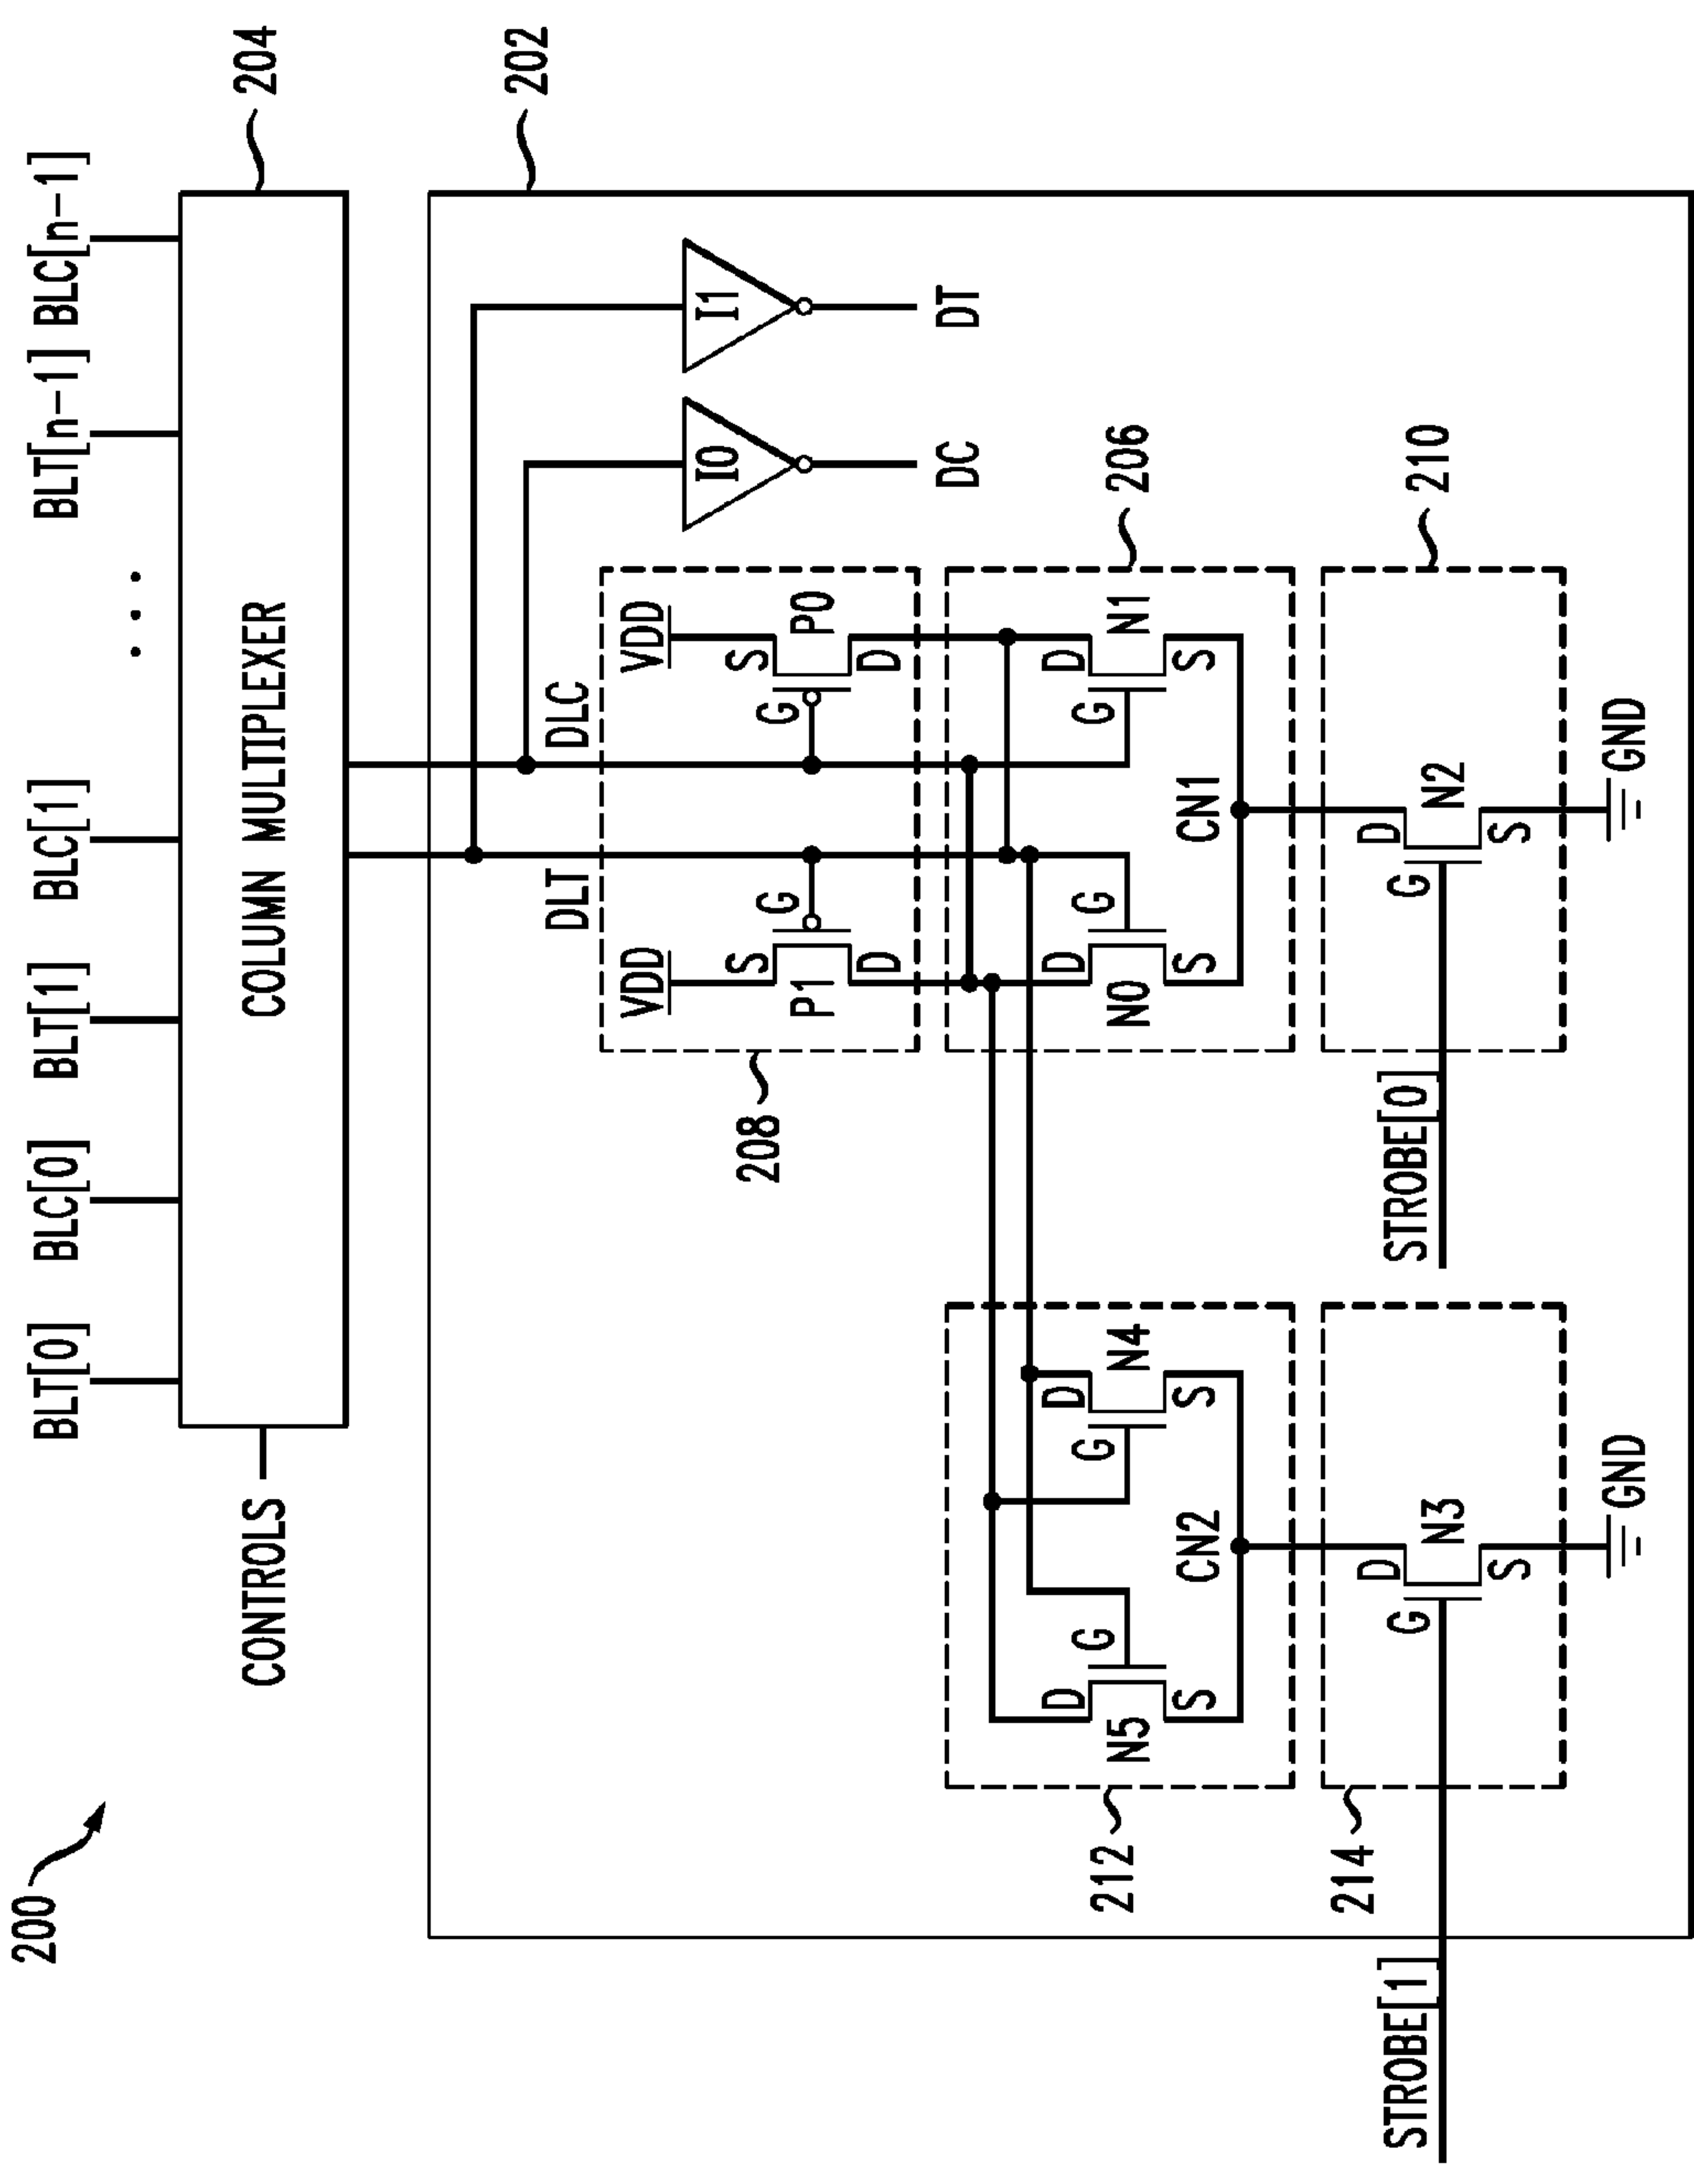 200
BLT[0]
BLC[0]
BLT[1]
BLC[1]
...
BLT[n-1]
BLC[n-1]
CONTROLS
COLUMN MULTIPLEXER
204
202
DLT
DLC
VDD
VDD
S
G
G
S
P1
P0
D
D
208
I0
I1
DC
DT
D
D
D
D
G
G
G
G
N5
N4
N0
N1
206
S
S
S
S
CN2
CN1
212
214
210
STROBE[1]
STROBE[0]
D
D
G
G
N3
N2
S
S
GND
GND